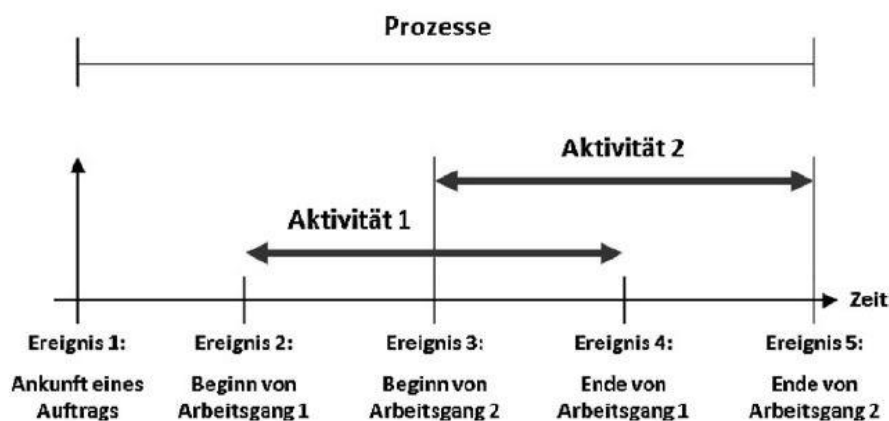 Prozesse
Aktivität 2
Aktivität 1
Zeit
Ereignis 1:
Ankunft eines
Auftrags
Ereignis 2:
Beginn von
Arbeitsgang 1
Ereignis 3:
Beginn von
Arbeitsgang 2
Ereignis 4:
Ende von
Arbeitsgang 1
Ereignis 5:
Ende von
Arbeitsgang 2